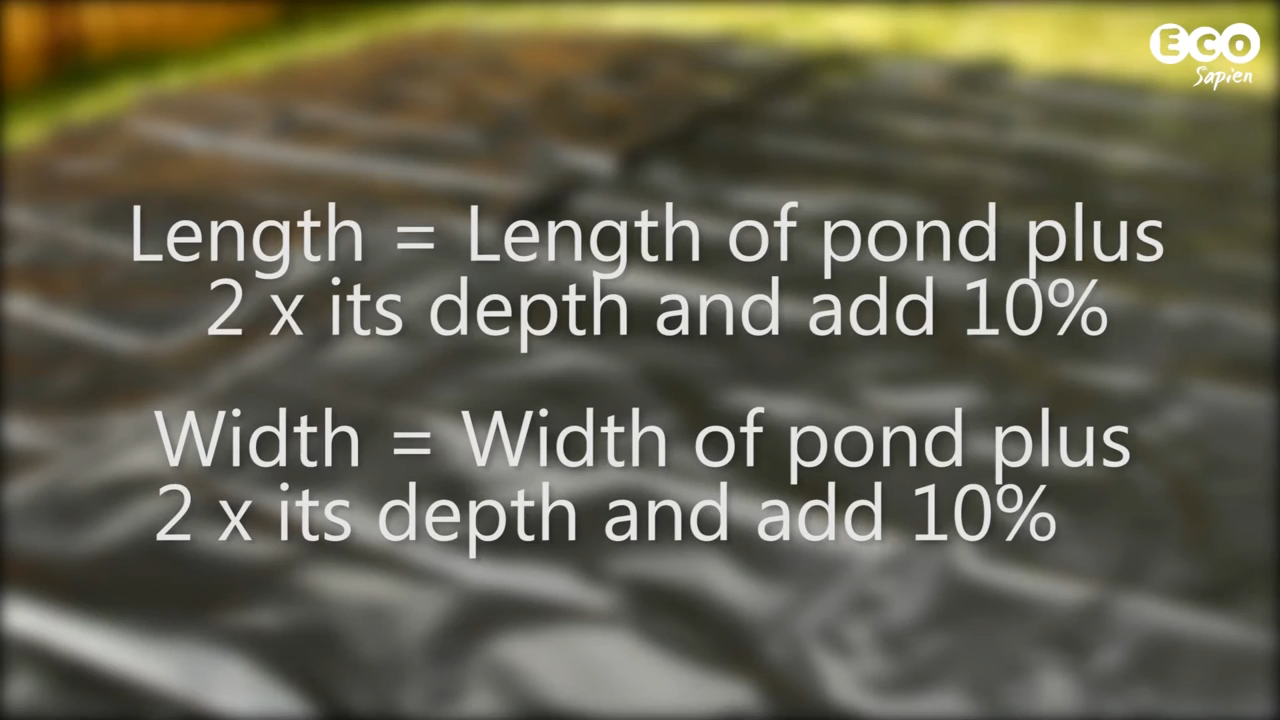 ECO
Sapien
Length = Length of pond plus
2 x its depth and add 10%
Width = Width of pond plus
2 x its depth and add 10%